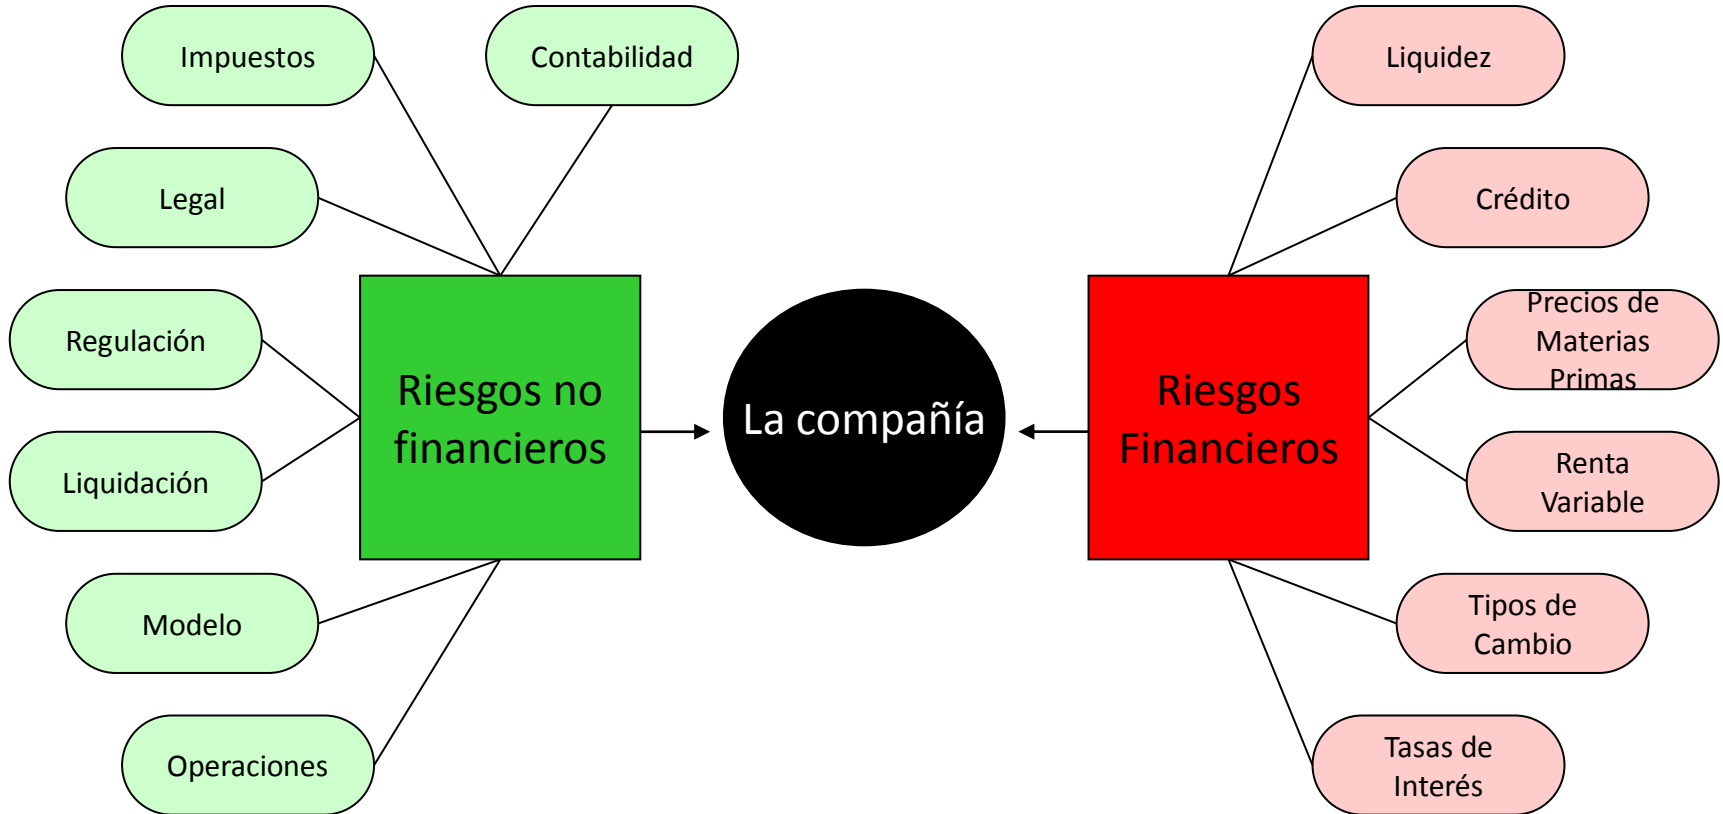 Impuestos
Contabilidad
Liquidez
Legal
Crédito
Regulación
Precios de
Materias
Primas
Riesgos no
financieros
La compañía
Riesgos
Financieros
Liquidación
Renta
Variable
Modelo
Tipos de
Cambio
Operaciones
Tasas de
Interés